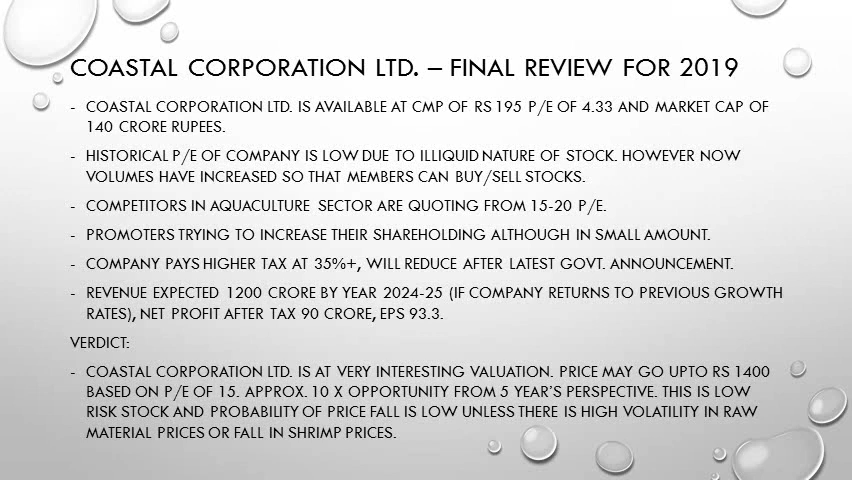 COASTAL CORPORATION LTD. – FINAL REVIEW FOR 2019
- COASTAL CORPORATION LTD. IS AVAILABLE AT CMP OF RS 195 P/E OF 4.33 AND MARKET CAP OF
140 CRORE RUPEES.
- HISTORICAL P/E OF COMPANY IS LOW DUE TO ILLIQUID NATURE OF STOCK. HOWEVER NOW
VOLUMES HAVE INCREASED SO THAT MEMBERS CAN BUY/SELL STOCKS.
- COMPETITORS IN AQUACULTURE SECTOR ARE QUOTING FROM 15-20 P/E.
- PROMOTERS TRYING TO INCREASE THEIR SHAREHOLDING ALTHOUGH IN SMALL AMOUNT.
- COMPANY PAYS HIGHER TAX AT 35%+, WILL REDUCE AFTER LATEST GOVT. ANNOUNCEMENT.
- REVENUE EXPECTED 1200 CRORE BY YEAR 2024-25 (IF COMPANY RETURNS TO PREVIOUS GROWTH
RATES), NET PROFIT AFTER TAX 90 CRORE, EPS 93.3.
VERDICT:
- COASTAL CORPORATION LTD. IS AT VERY INTERESTING VALUATION. PRICE MAY GO UPTO RS 1400
BASED ON P/E OF 15. APPROX. 10 X OPPORTUNITY FROM 5 YEAR'S PERSPECTIVE. THIS IS LOW
RISK STOCK AND PROBABILITY OF PRICE FALL IS LOW UNLESS THERE IS HIGH VOLATILITY IN RAW
MATERIAL PRICES OR FALL IN SHRIMP PRICES.